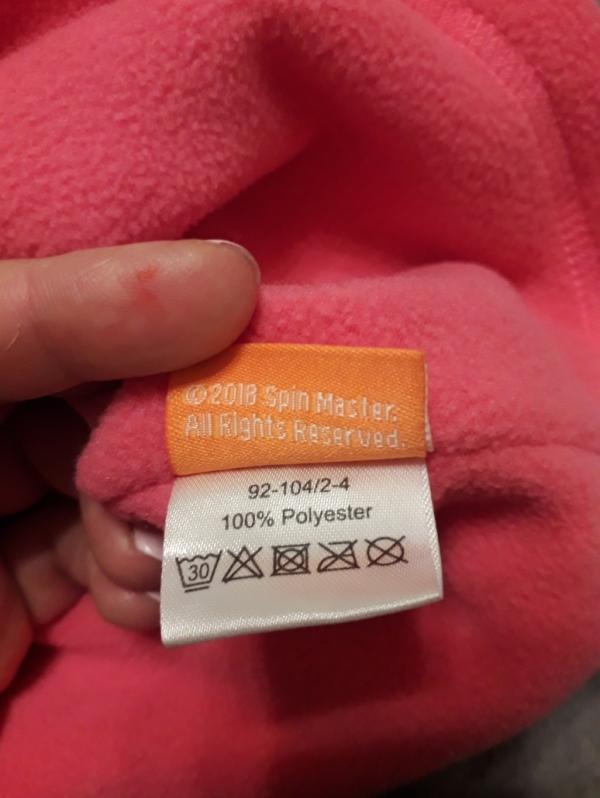 ©2018 Spin Master.
All Rights Reserved.
92-104/2-4
100% Polyester
30